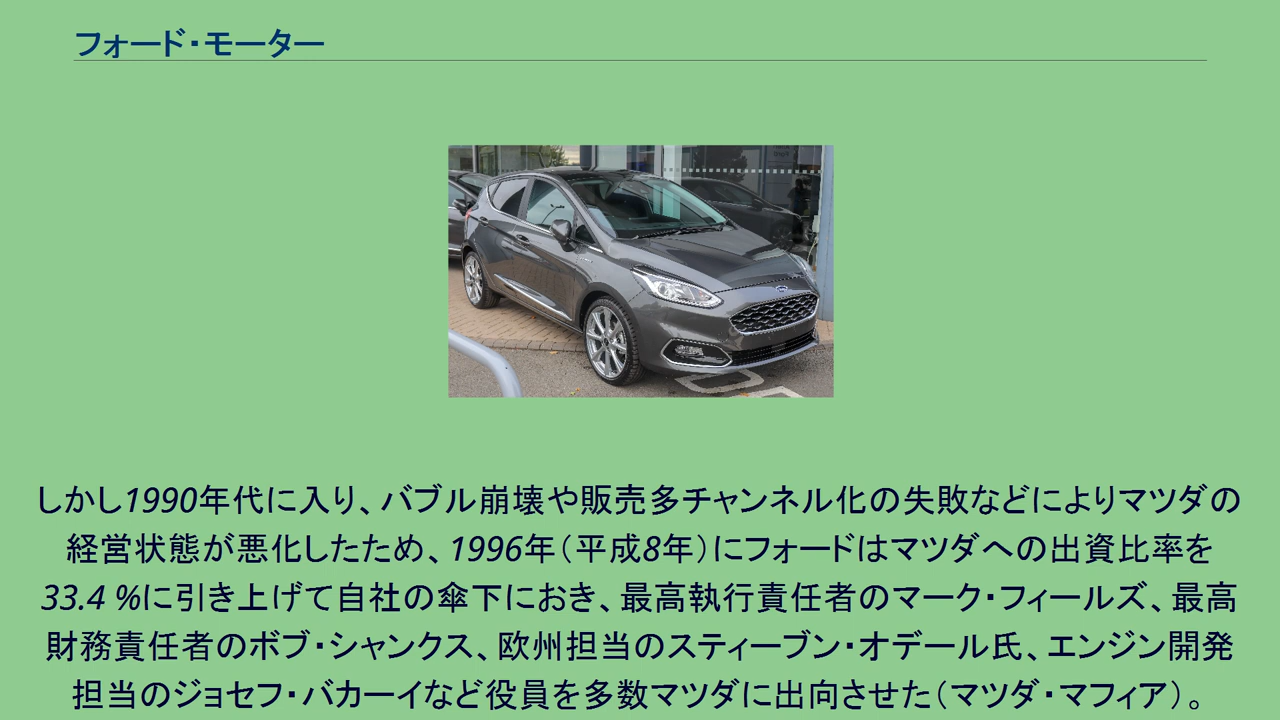 フォード・モーター
しかし1990年代に入り、バブル崩壊や販売多チャンネル化の失敗などによりマツダの
経営状態が悪化したため、1996年(平成8年)にフォードはマツダへの出資比率を
33.4 %に引き上げて自社の傘下におき、最高執行責任者のマーク・フィールズ、最高
財務責任者のボブ・シャンクス、欧州担当のスティーブン・オデール氏、エンジン開発
担当のジョセフ・バカーイなど役員を多数マツダに出向させた(マツダ・マフィア)。